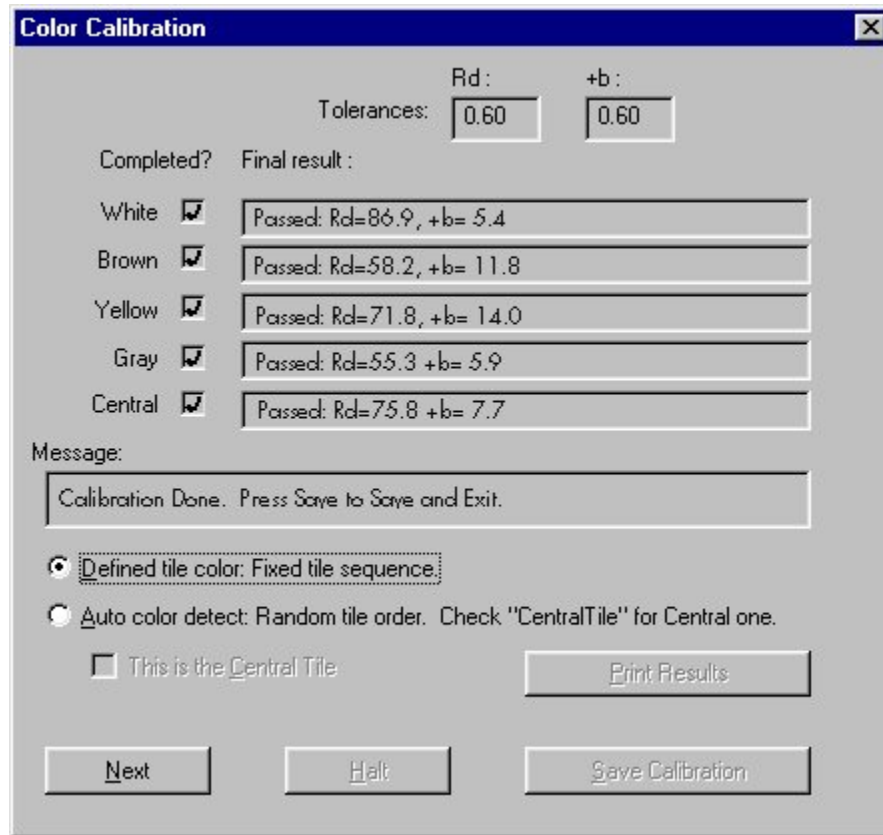 Color Calibration
Rd : +b :
Tolerances: 0.60 0.60
Completed? Final result :
White Passed: Rd=86.9, +b= 5.4
Brown Passed: Rd=58.2, +b= 11.8
Yellow Passed: Rd=71.8, +b= 14.0
Gray Passed: Rd=55.3 +b= 5.9
Central Passed: Rd=75.8 +b= 7.7
Message:
Calibration Done. Press Save to Save and Exit.
Defined tile color: Fixed tile sequence.
Auto color detect: Random tile order. Check "CentralTile" for Central one.
This is the Central Tile Print Results
Next Halt Save Calibration